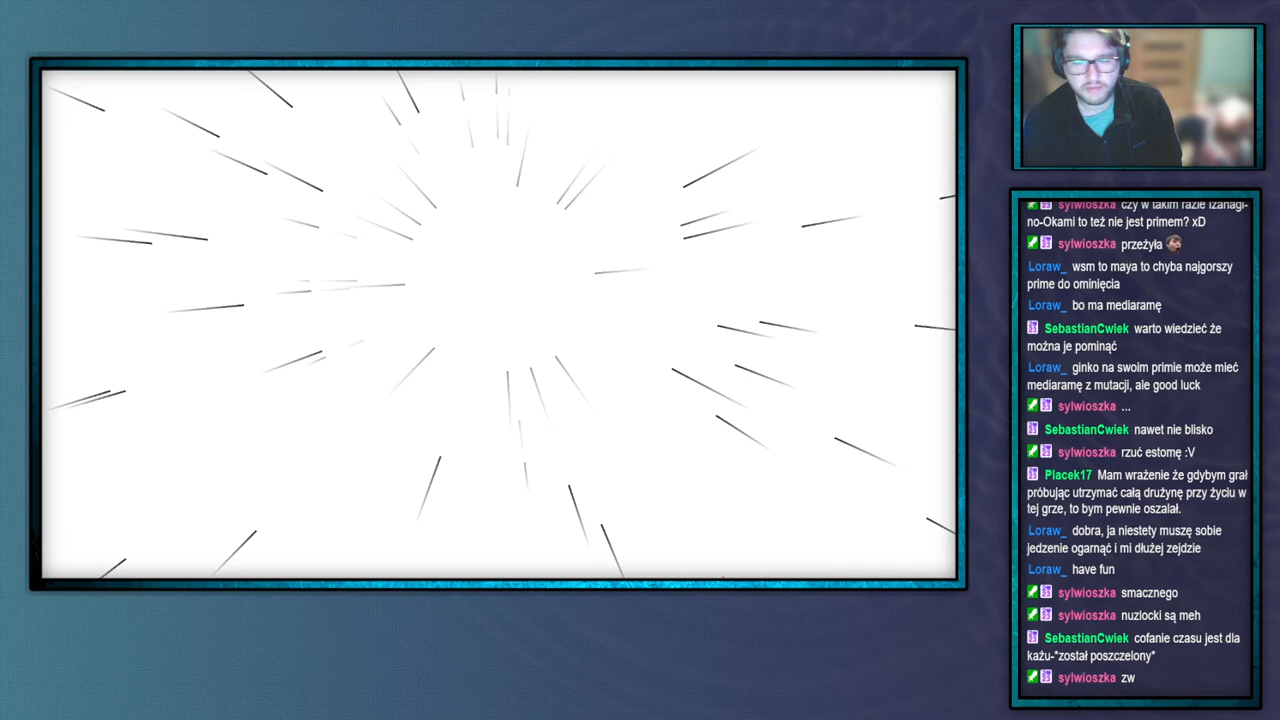 sylwioszka czy w takim razie Izanagi-
no-Okami to też nie jest primem? xD
sylwioszka przeżyła
Loraw_ wsm to maya to chyba najgorszy
prime do ominięcia
Loraw_ bo ma mediaramę
SebastianCwiek warto wiedzieć że
można je pominąć
Loraw_ ginko na swoim primie może mieć
mediaramę z mutacji, ale good luck
sylwioszka ...
SebastianCwiek nawet nie blisko
sylwioszka rzuć estomę :V
Placek17 Mam wrażenie że gdybym grał
próbując utrzymać całą drużynę przy życiu w
tej grze, to bym pewnie oszalał.
Loraw_ dobra, ja niestety muszę sobie
jedzenie ogarnąć i mi dłużej zejdzie
Loraw_ have fun
sylwioszka smacznego
sylwioszka nuzlocki są meh
SebastianCwiek cofanie czasu jest dla
każu-*został poszczelony*
sylwioszka zw